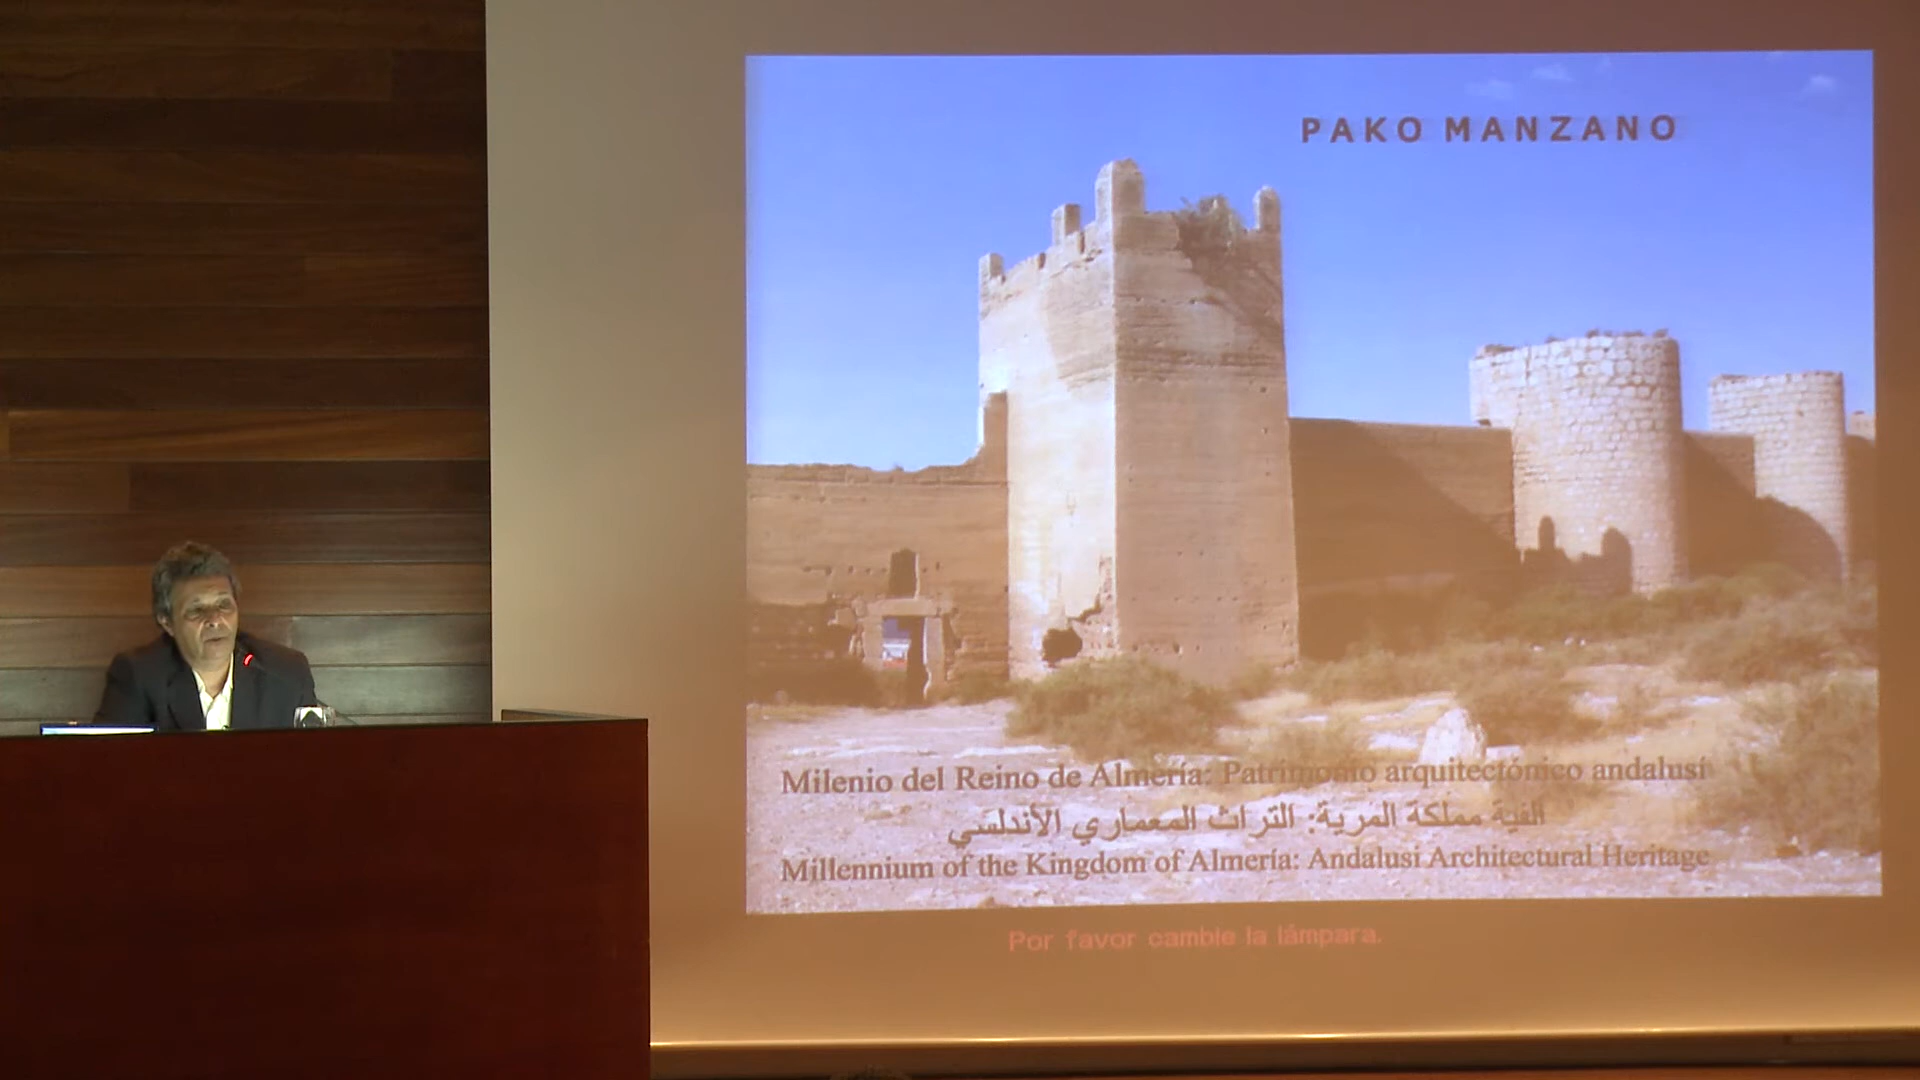 PAKO MANZANO
Milenio del Reino de Almería: Patrimonio arquitectónico andalusí
الفية مملكة المرية: التراث المعماري الأندلسي
Millennium of the Kingdom of Almería: Andalusi Architectural Heritage
Por favor cambie la lámpara.